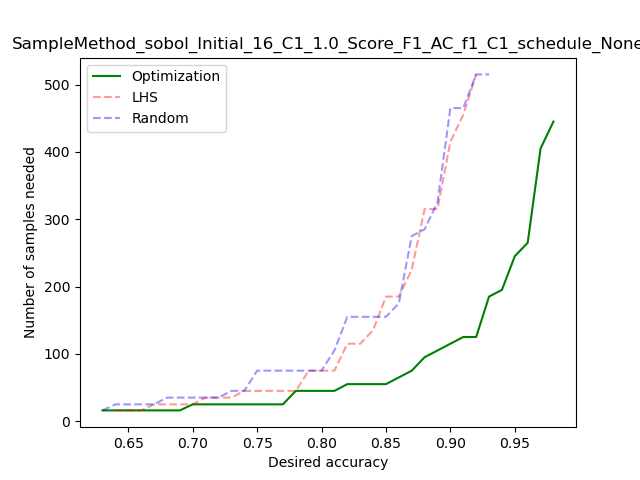 SampleMethod_sobol_Initial_16_C1_1.0_Score_F1_AC_f1_C1_schedule_None
Optimization
LHS
Random
Number of samples needed
500
400
300
200
100
0
0.65 0.70 0.75 0.80 0.85 0.90 0.95
Desired accuracy